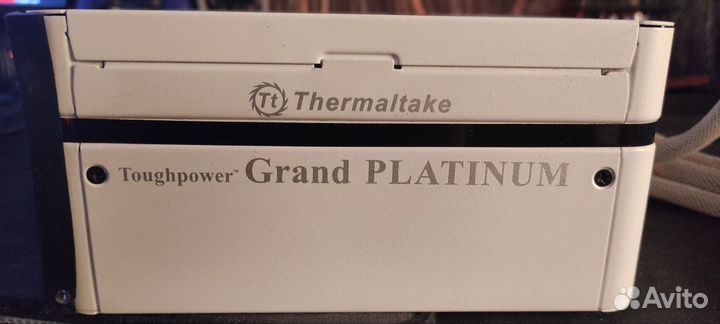 Tt Thermaltake
Toughpower™ Grand PLATINUM
Avito